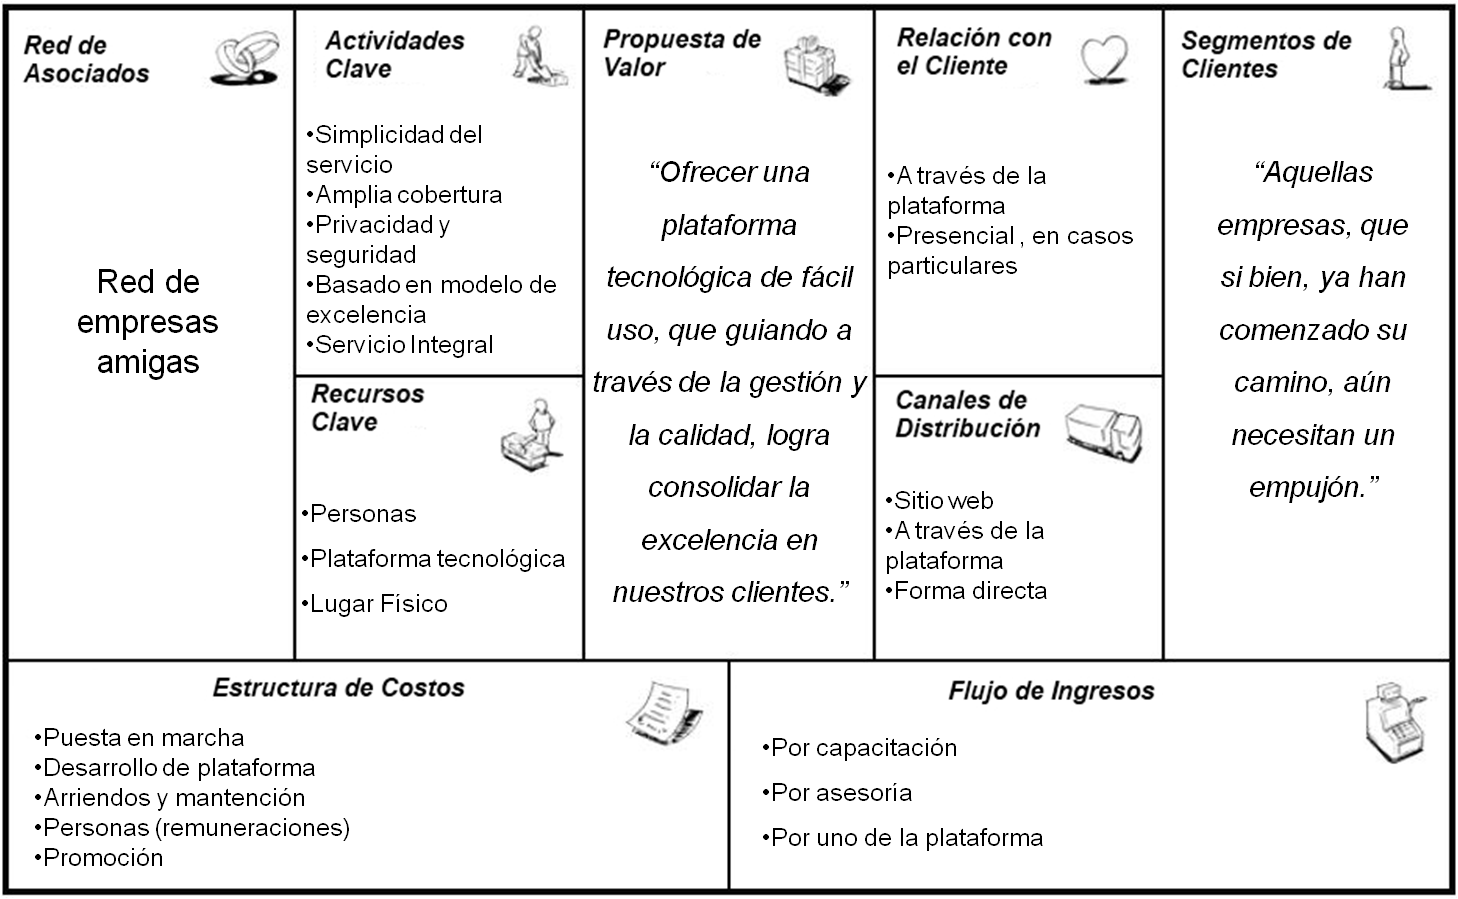 Red de
Asociados
Red de
empresas
amigas
Actividades
Clave
•Simplicidad del
servicio
•Amplia cobertura
•Privacidad y
seguridad
•Basado en modelo de
excelencia
•Servicio Integral
Recursos
Clave
•Personas
•Plataforma tecnológica
•Lugar Físico
Propuesta de
Valor
“Ofrecer una
plataforma
tecnológica de fácil
uso, que guiando a
través de la gestión y
la calidad, logra
consolidar la
excelencia en
nuestros clientes.”
Relación con
el Cliente
•A través de la
plataforma
•Presencial , en casos
particulares
Canales de
Distribución
•Sitio web
•A través de la
plataforma
•Forma directa
Segmentos de
Clientes
“Aquellas
empresas, que
si bien, ya han
comenzado su
camino, aún
necesitan un
empujón.”
Estructura de Costos
•Puesta en marcha
•Desarrollo de plataforma
•Arriendos y mantención
•Personas (remuneraciones)
•Promoción
Flujo de Ingresos
•Por capacitación
•Por asesoría
•Por uno de la plataforma